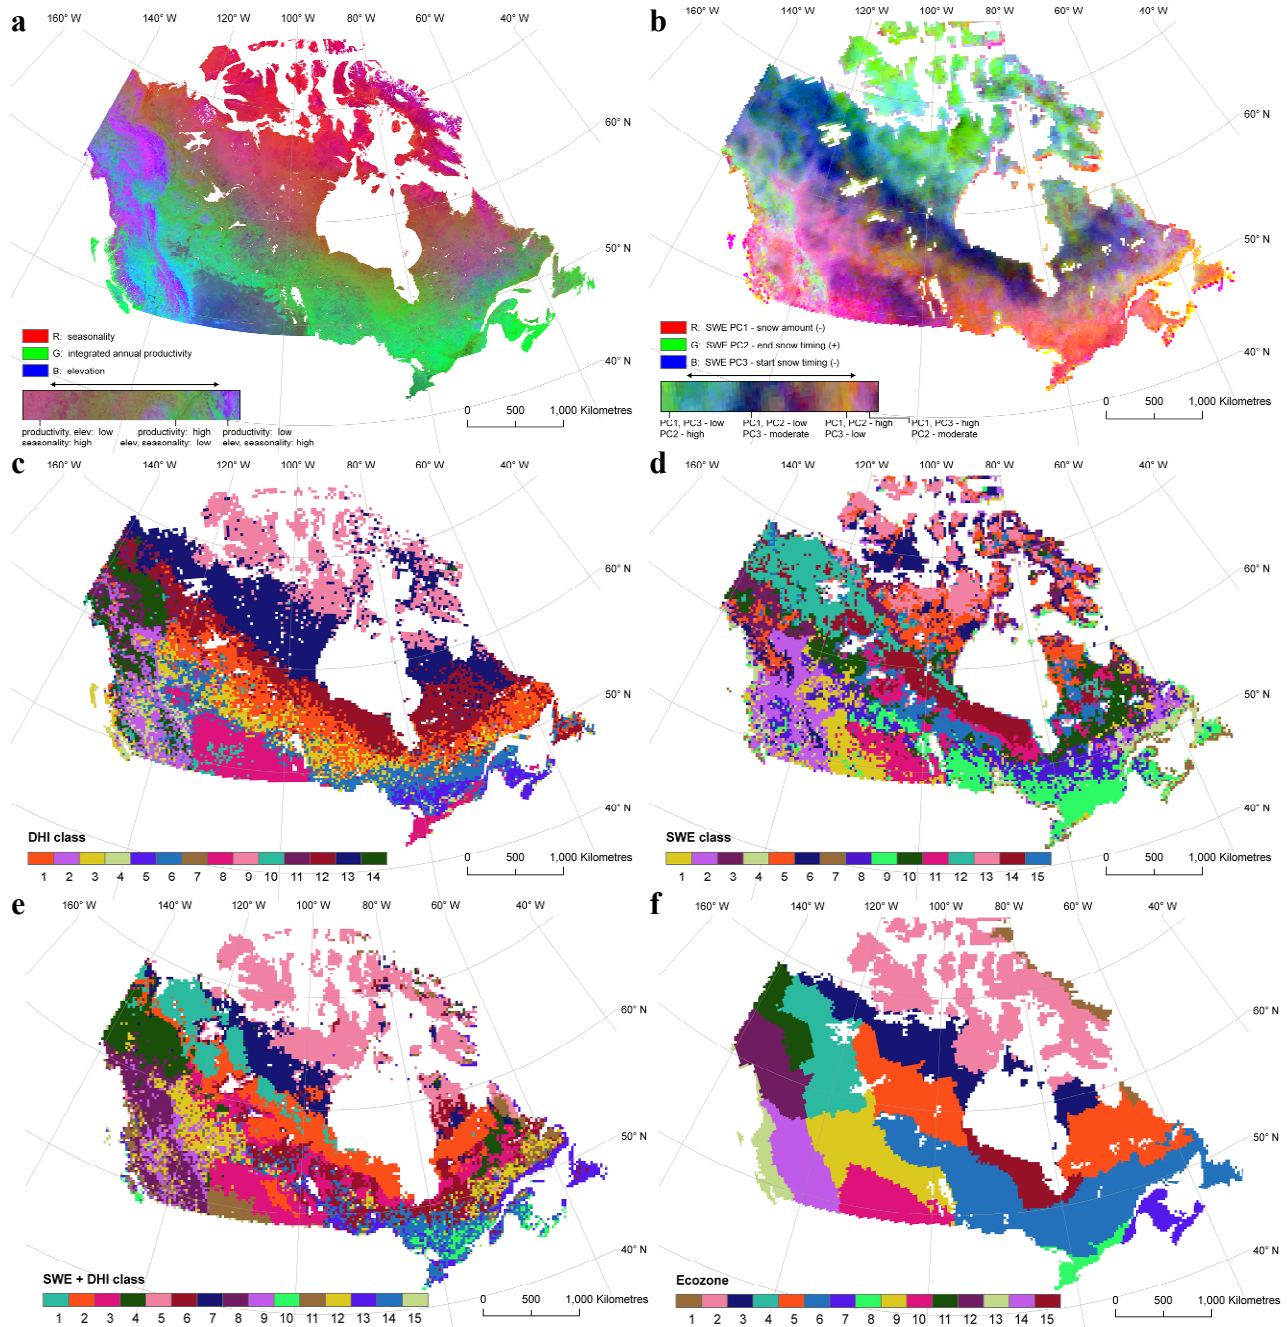 a
160° W 140° W 120° W 100° W 80° W 60° W 40° W
60° N
50° N
40° N
R: seasonality
G: integrated annual productivity
B: elevation
productivity, elev: low
seasonality: high
productivity: high
elev, seasonality: low
productivity: low
elev, seasonality: high
0 500 1,000 Kilometres
b
160° W 140° W 120° W 100° W 80° W 60° W 40° W
60° N
50° N
40° N
R: SWE PC1 - snow amount (-)
G: SWE PC2 - end snow timing (+)
B: SWE PC3 - start snow timing (-)
PC1, PC3 - low
PC2 - high
PC1, PC2 - low
PC3 - moderate
PC1, PC2 - high
PC3 - low
PC1, PC3 - high
PC2 - moderate
0 500 1,000 Kilometres
c
160° W 140° W 120° W 100° W 80° W 60° W 40° W
60° N
50° N
40° N
DHI class
1 2 3 4 5 6 7 8 9 10 11 12 13 14
0 500 1,000 Kilometres
d
160° W 140° W 120° W 100° W 80° W 60° W 40° W
60° N
50° N
40° N
SWE class
1 2 3 4 5 6 7 8 9 10 11 12 13 14 15
0 500 1,000 Kilometres
e
160° W 140° W 120° W 100° W 80° W 60° W 40° W
60° N
50° N
40° N
SWE + DHI class
1 2 3 4 5 6 7 8 9 10 11 12 13 14 15
0 500 1,000 Kilometres
f
160° W 140° W 120° W 100° W 80° W 60° W 40° W
60° N
50° N
40° N
Ecozone
1 2 3 4 5 6 7 8 9 10 11 12 13 14 15
0 500 1,000 Kilometres